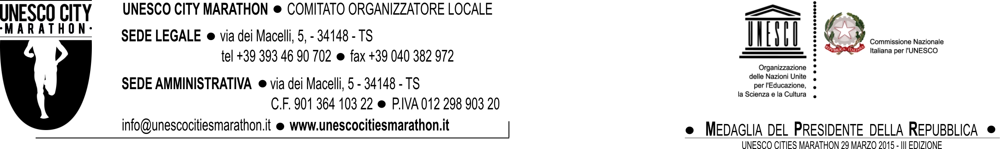 UNESCO CITY
•MARATHON•
UNESCO CITY MARATHON ● COMITATO ORGANIZZATORE LOCALE
SEDE LEGALE ● via dei Macelli, 5, - 34148 - TS
tel +39 393 46 90 702 ● fax +39 040 382 972
SEDE AMMINISTRATIVA ● via dei Macelli, 5 - 34148 - TS
C.F. 901 364 103 22 ● P.IVA 012 298 903 20
info@unescocitiesmarathon.it ● www.unescocitiesmarathon.it
UNESCO
Organizzazione
delle Nazioni Unite
per l'Educazione,
la Scienza e la Cultura
REPVBBLICA ITALIANA
Commissione Nazionale
Italiana per l'UNESCO
● MEDAGLIA DEL PRESIDENTE DELLA REPUBBLICA ●
UNESCO CITIES MARATHON 29 MARZO 2015 - III EDIZIONE